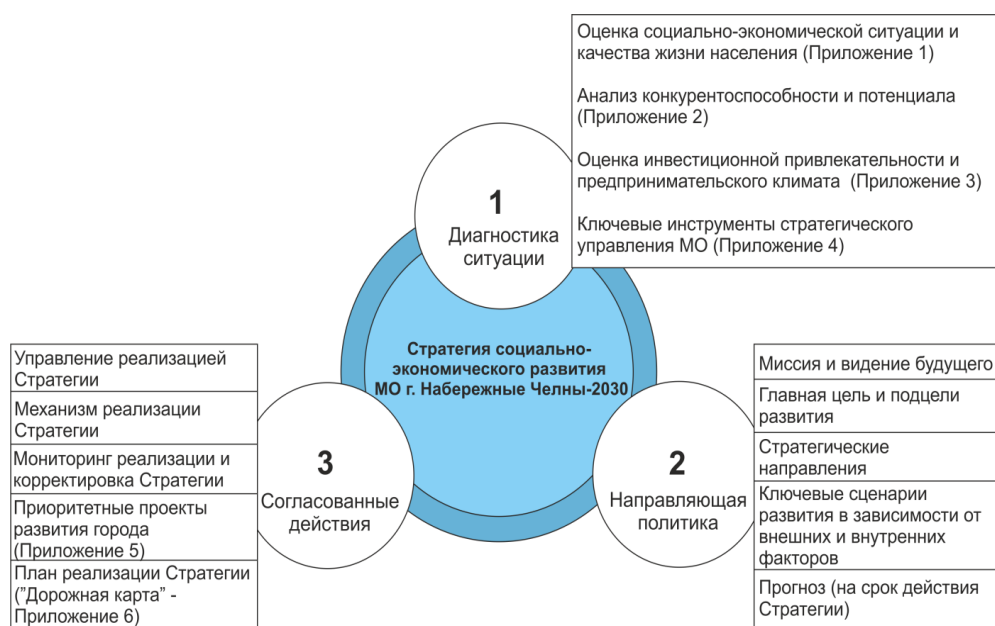 Оценка социально-экономической ситуации и
качества жизни населения (Приложение 1)
Анализ конкурентоспособности и потенциала
(Приложение 2)
Оценка инвестиционной привлекательности и
предпринимательского климата (Приложение 3)
Ключевые инструменты стратегического
управления МО (Приложение 4)
1
Диагностика
ситуации
Стратегия социально-
экономического развития
МО г. Набережные Челны-2030
Управление реализацией
Стратегии
Механизм реализации
Стратегии
Мониторинг реализации и
корректировка Стратегии
Приоритетные проекты
развития города
(Приложение 5)
План реализации Стратегии
("Дорожная карта" -
Приложение 6)
3
Согласованные
действия
2
Направляющая
политика
Миссия и видение будущего
Главная цель и подцели
развития
Стратегические
направления
Ключевые сценарии
развития в зависимости от
внешних и внутренних
факторов
Прогноз (на срок действия
Стратегии)